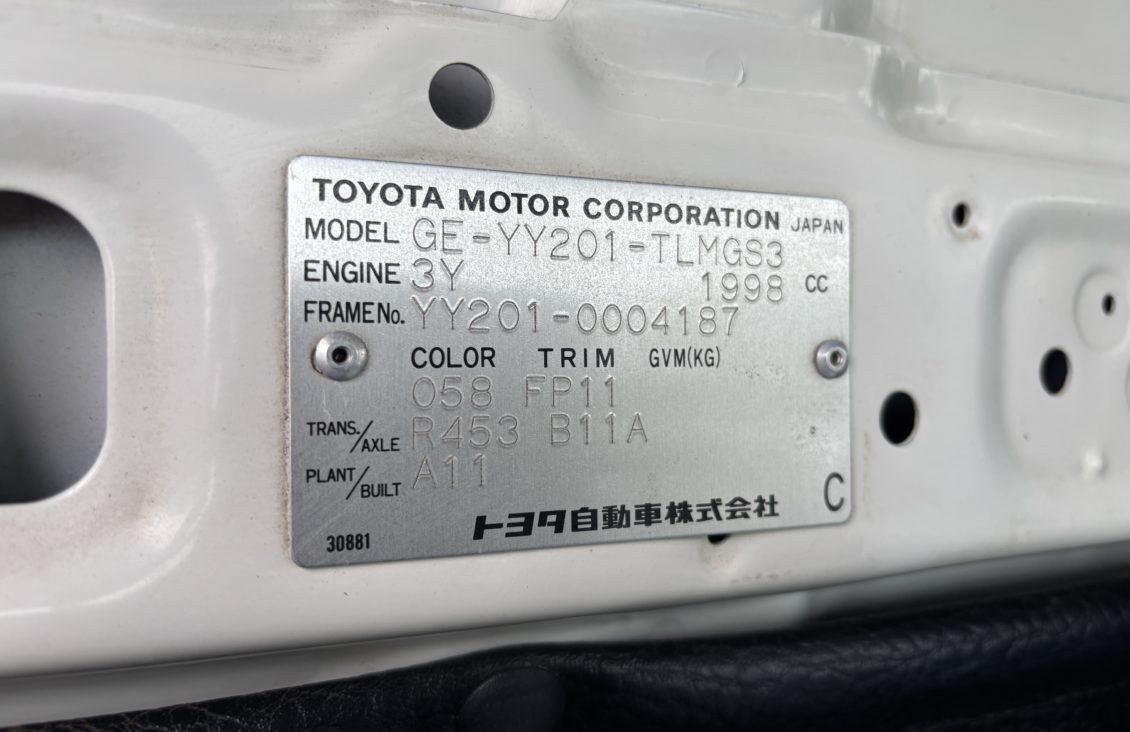 TOYOTA MOTOR CORPORATION JAPAN
MODEL GE-YY201-TLMGS3
ENGINE 3Y 1998 CC
FRAME No. YY201-0004187
COLOR TRIM GVM(KG)
058 FP11
TRANS./AXLE R453 B11A
PLANT/BUILT A11
トヨタ自動車株式会社 C
30881